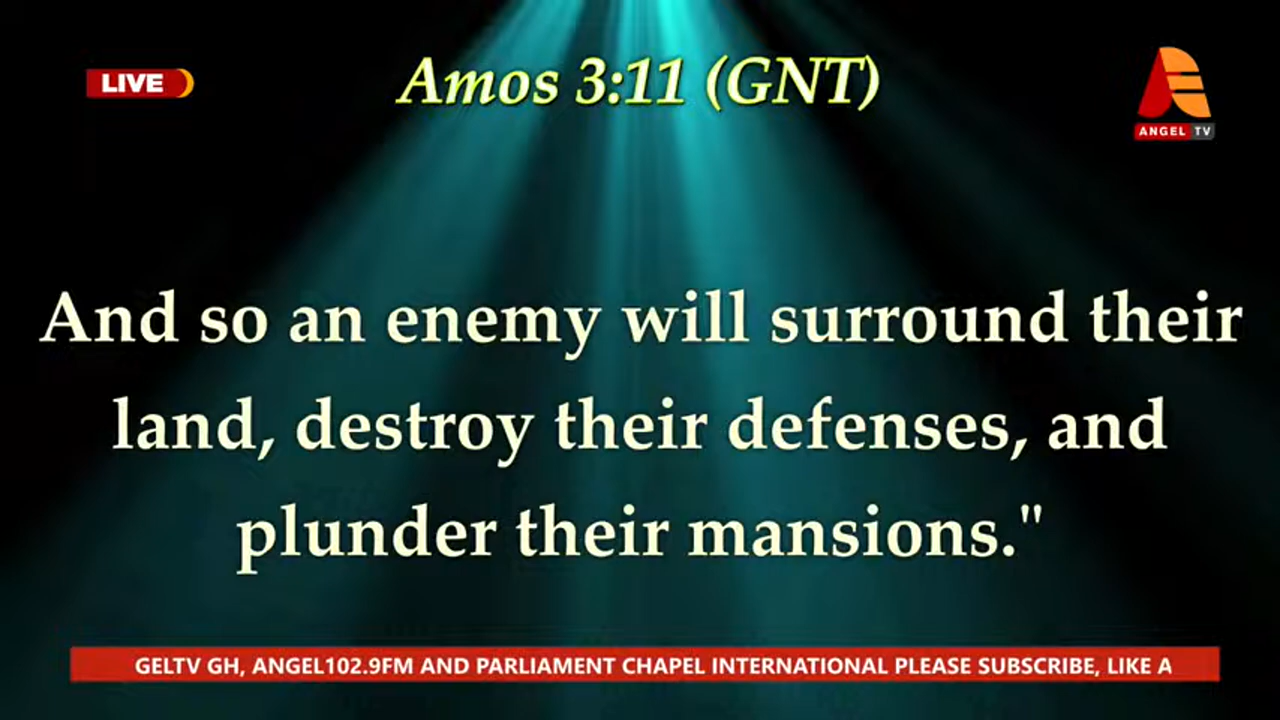 LIVE
Amos 3:11 (GNT)
ANGEL TV
And so an enemy will surround their
land, destroy their defenses, and
plunder their mansions."
GELTV GH, ANGEL102.9FM AND PARLIAMENT CHAPEL INTERNATIONAL PLEASE SUBSCRIBE, LIKE A